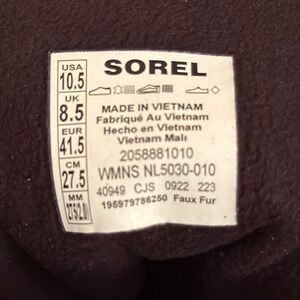 USA
10.5
UK
8.5
EUR
41.5
CM
27.5
MM
275(2.0)
SOREL
MADE IN VIETNAM
Fabriqué Au Vietnam
Hecho en Vietnam
Vietnam Malı
2058881010
WMNS NL5030-010
40949 CJS 0922 223
195979786250 Faux Fur